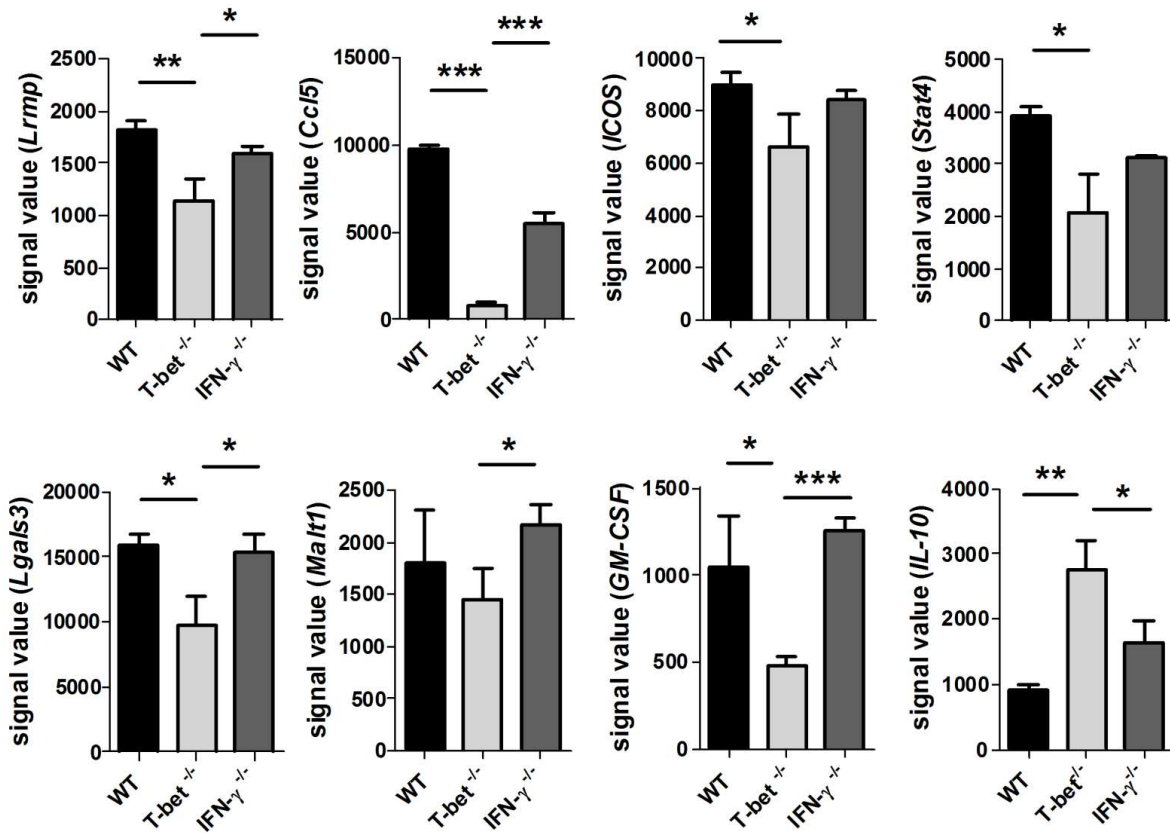 signal value (Lrmp)
2500
2000
1500
1000
500
0
**
*
WT
T-bet -/-
IFN-γ -/-
signal value (Ccl5)
15000
10000
5000
0
***
***
WT
T-bet -/-
IFN-γ -/-
signal value (ICOS)
10000
8000
6000
4000
2000
0
*
WT
T-bet -/-
IFN-γ -/-
signal value (Stat4)
5000
4000
3000
2000
1000
0
*
WT
T-bet -/-
IFN-γ -/-
signal value (Lgals3)
20000
15000
10000
5000
0
*
*
WT
T-bet -/-
IFN-γ -/-
signal value (Malt1)
2500
2000
1500
1000
500
0
*
WT
T-bet -/-
IFN-γ -/-
signal value (GM-CSF)
1500
1000
500
0
*
***
WT
T-bet -/-
IFN-γ -/-
signal value (IL-10)
4000
3000
2000
1000
0
**
*
WT
T-bet-/-
IFN-γ -/-